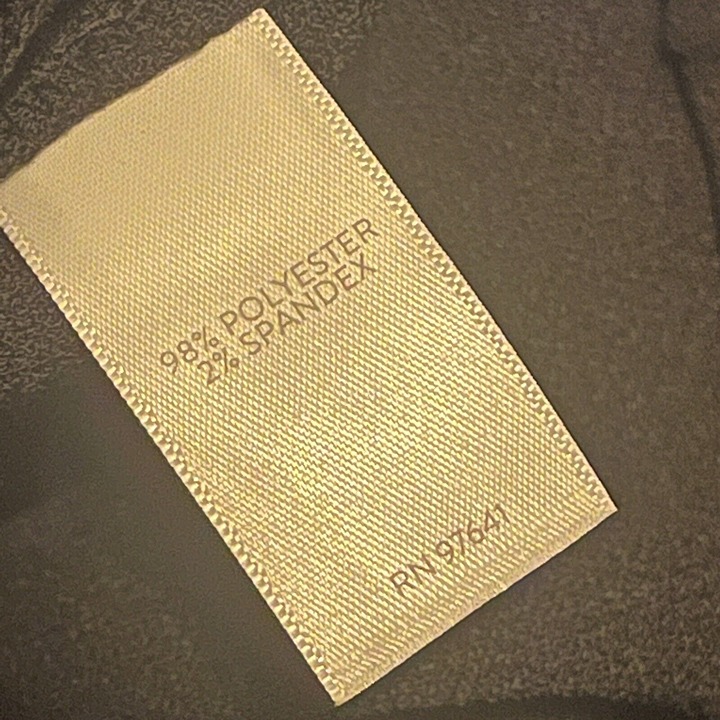 98% POLYESTER
2% SPANDEX
RN 97641